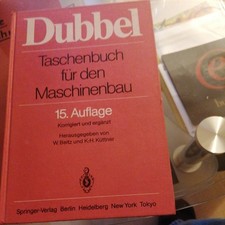 Dubbel
Taschenbuch
für den
Maschinenbau
15. Auflage
Korrigiert und ergänzt
Herausgegeben von
W. Beitz und K.-H. Küttner
Springer-Verlag Berlin Heidelberg New York Tokyo